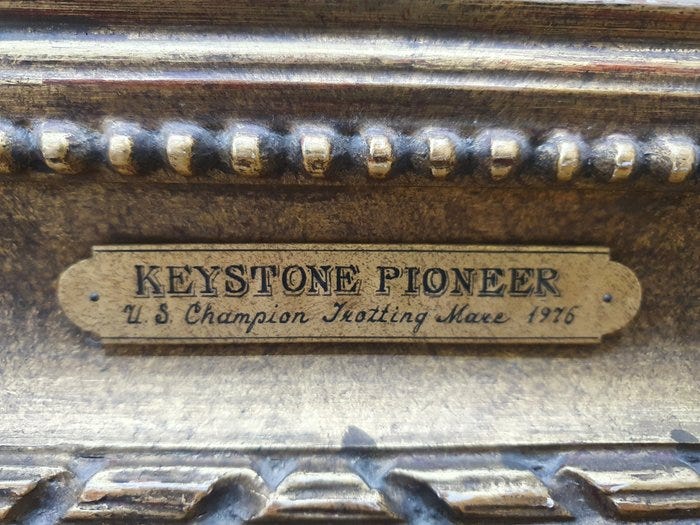 KEYSTONE PIONEER
U. S. Champion Trotting Mare 1976